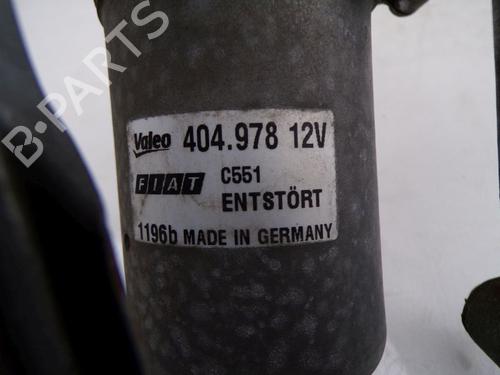 B-PARTS
Valeo 404.978 12V
FIAT C551
ENTSTÖRT
1196b MADE IN GERMANY